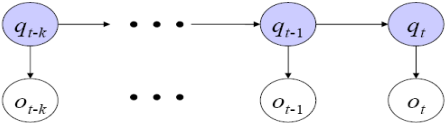 q_{t-k} • • • q_{t-1} q_t
o_{t-k} • • • o_{t-1} o_t